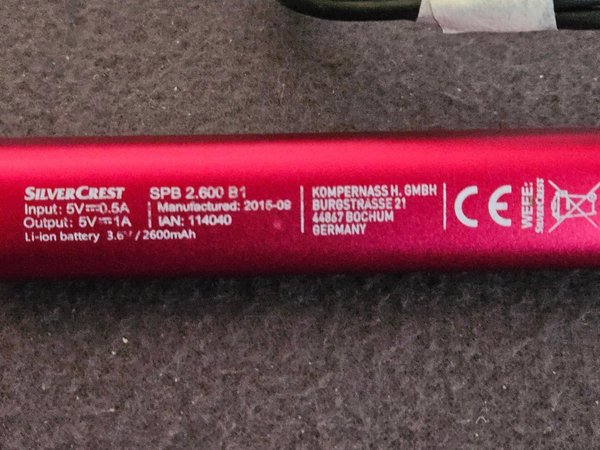 SILVERCREST
Input: 5V⎓0.5A
Output: 5V⎓1A
Li-ion battery 3.6V/2600mAh
SPB 2.600 B1
Manufactured: 2015-09
IAN: 114040
KOMPERNASS H. GMBH
BURGSTRASSE 21
44867 BOCHUM
GERMANY
CE
WEEE:
SILVERCREST